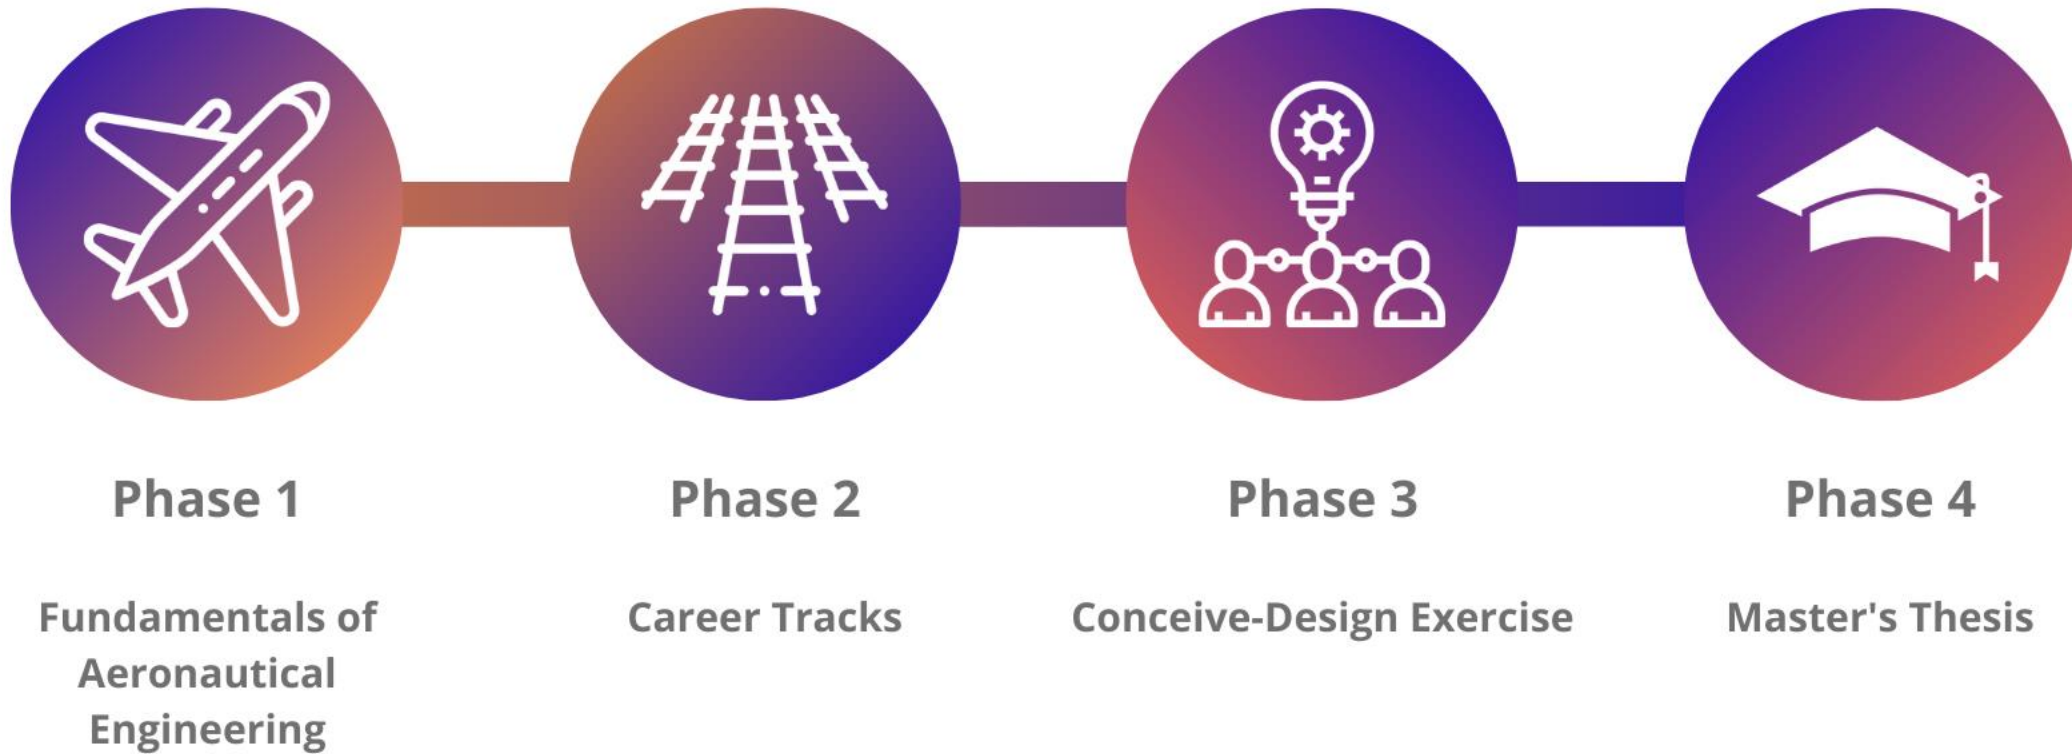 Phase 1
Fundamentals of
Aeronautical
Engineering
Phase 2
Career Tracks
Phase 3
Conceive-Design Exercise
Phase 4
Master's Thesis